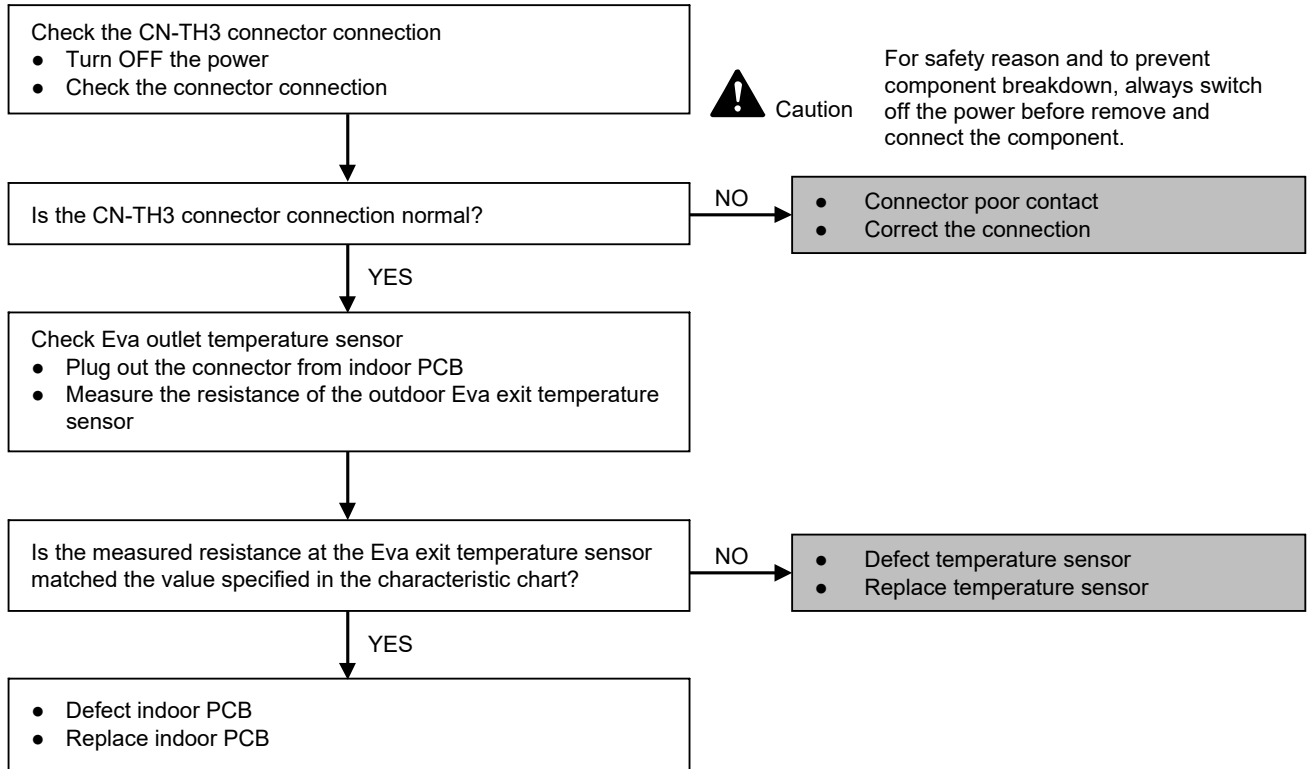 Check the CN-TH3 connector connection
● Turn OFF the power
● Check the connector connection
Caution
For safety reason and to prevent
component breakdown, always switch
off the power before remove and
connect the component.
Is the CN-TH3 connector connection normal?
NO
● Connector poor contact
● Correct the connection
YES
Check Eva outlet temperature sensor
● Plug out the connector from indoor PCB
● Measure the resistance of the outdoor Eva exit temperature
sensor
Is the measured resistance at the Eva exit temperature sensor
matched the value specified in the characteristic chart?
NO
● Defect temperature sensor
● Replace temperature sensor
YES
● Defect indoor PCB
● Replace indoor PCB